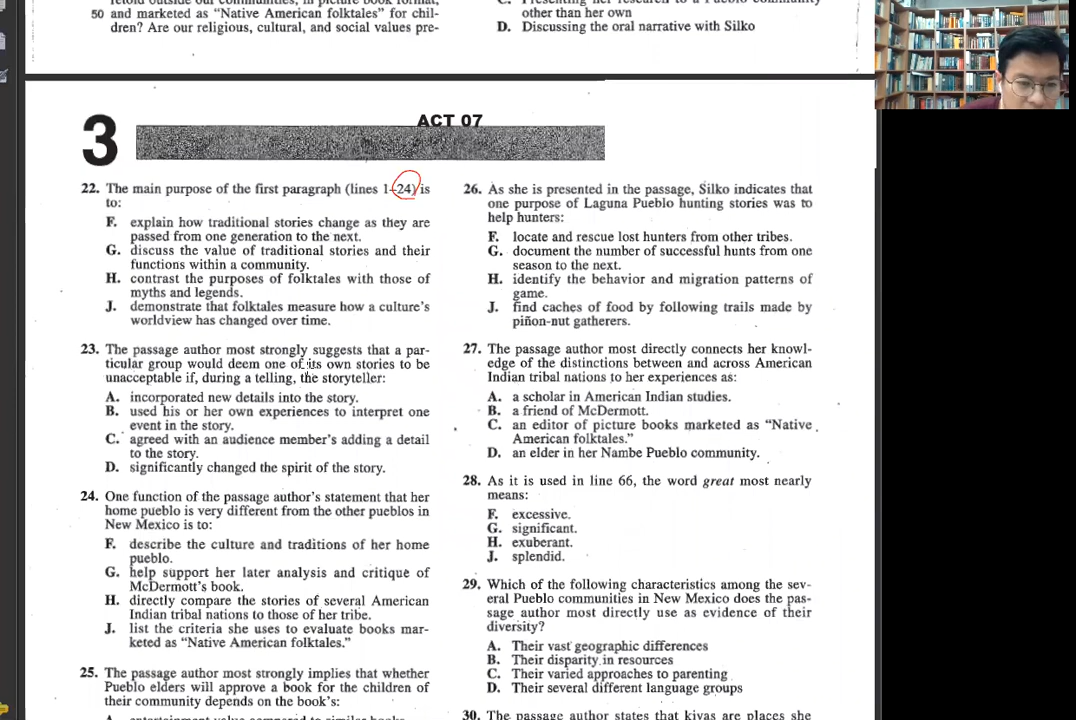 50 and marketed as “Native American folktales” for chil-
dren? Are our religious, cultural, and social values pre-
other than her own
D. Discussing the oral narrative with Silko
3
ACT 07
22. The main purpose of the first paragraph (lines 1–24) is
to:
F. explain how traditional stories change as they are
passed from one generation to the next.
G. discuss the value of traditional stories and their
functions within a community.
H. contrast the purposes of folktales with those of
myths and legends.
J. demonstrate that folktales measure how a culture’s
worldview has changed over time.
23. The passage author most strongly suggests that a par-
ticular group would deem one of its own stories to be
unacceptable if, during a telling, the storyteller:
A. incorporated new details into the story.
B. used his or her own experiences to interpret one
event in the story.
C. agreed with an audience member’s adding a detail
to the story.
D. significantly changed the spirit of the story.
24. One function of the passage author’s statement that her
home pueblo is very different from the other pueblos in
New Mexico is to:
F. describe the culture and traditions of her home
pueblo.
G. help support her later analysis and critique of
McDermott’s book.
H. directly compare the stories of several American
Indian tribal nations to those of her tribe.
J. list the criteria she uses to evaluate books mar-
keted as “Native American folktales.”
25. The passage author most strongly implies that whether
Pueblo elders will approve a book for the children of
their community depends on the book’s:
26. As she is presented in the passage, Silko indicates that
one purpose of Laguna Pueblo hunting stories was to
help hunters:
F. locate and rescue lost hunters from other tribes.
G. document the number of successful hunts from one
season to the next.
H. identify the behavior and migration patterns of
game.
J. find caches of food by following trails made by
piñon-nut gatherers.
27. The passage author most directly connects her knowl-
edge of the distinctions between and across American
Indian tribal nations to her experiences as:
A. a scholar in American Indian studies.
B. a friend of McDermott.
C. an editor of picture books marketed as “Native
American folktales.”
D. an elder in her Nambe Pueblo community.
28. As it is used in line 66, the word great most nearly
means:
F. excessive.
G. significant.
H. exuberant.
J. splendid.
29. Which of the following characteristics among the sev-
eral Pueblo communities in New Mexico does the pas-
sage author most directly use as evidence of their
diversity?
A. Their vast geographic differences
B. Their disparity in resources
C. Their varied approaches to parenting
D. Their several different language groups
30. The passage author states that kivas are places she